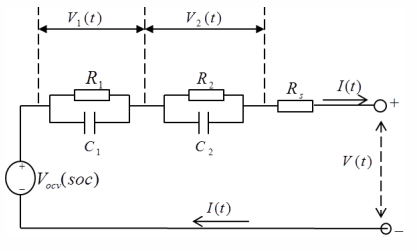 V₁(t) V₂(t)
R₁ R₂ Rₛ I(t) +
C₁ C₂
V(t)
+ − Vₒcᵥ(soc)
I(t) −